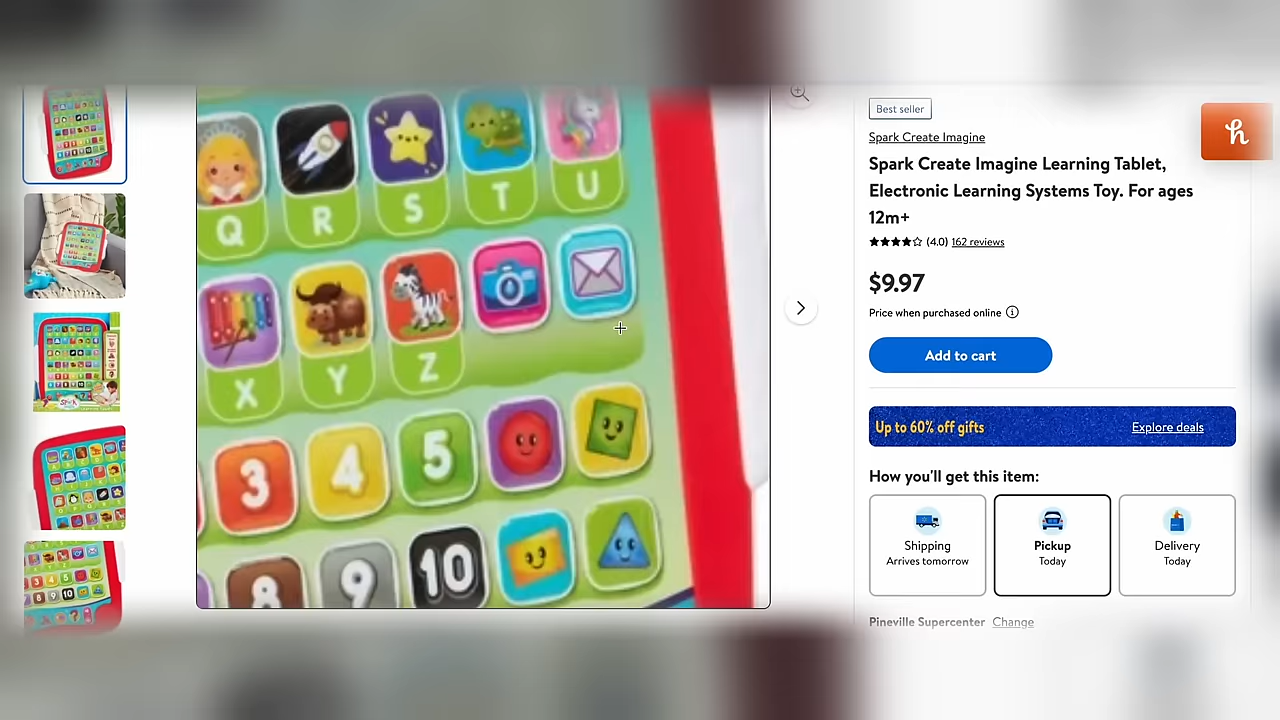 Q R S T U
X Y Z
3 4 5
8 9 10
Best seller
Spark Create Imagine
Spark Create Imagine Learning Tablet,
Electronic Learning Systems Toy. For ages
12m+
(4.0) 162 reviews
$9.97
Price when purchased online
Add to cart
Up to 60% off gifts Explore deals
How you'll get this item:
Shipping
Arrives tomorrow
Pickup
Today
Delivery
Today
Pineville Supercenter Change